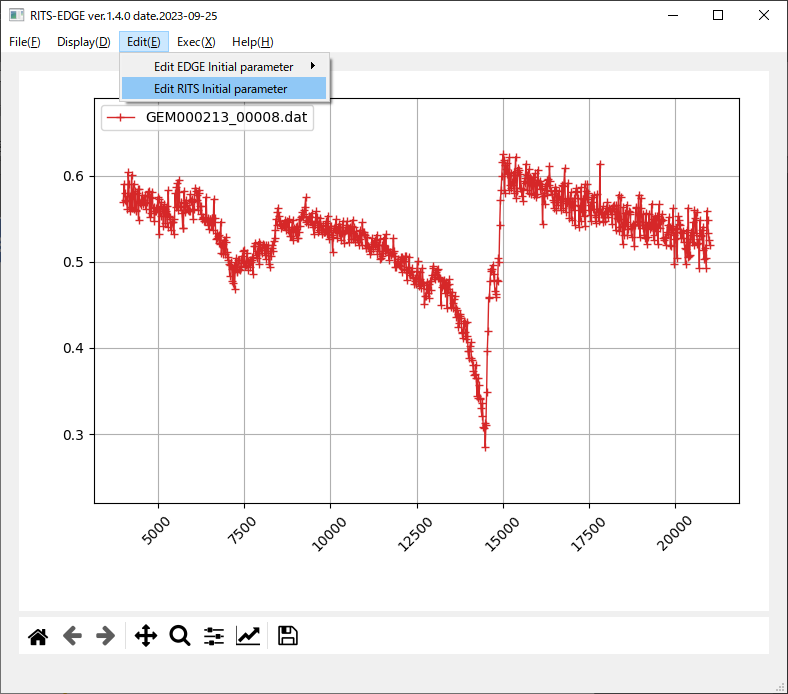 RITS-EDGE ver.1.4.0 date.2023-09-25
File(F) Display(D) Edit(E) Exec(X) Help(H)
Edit EDGE Initial parameter
Edit RITS Initial parameter
GEM000213_00008.dat
0.6
0.5
0.4
0.3
5000 7500 10000 12500 15000 17500 20000